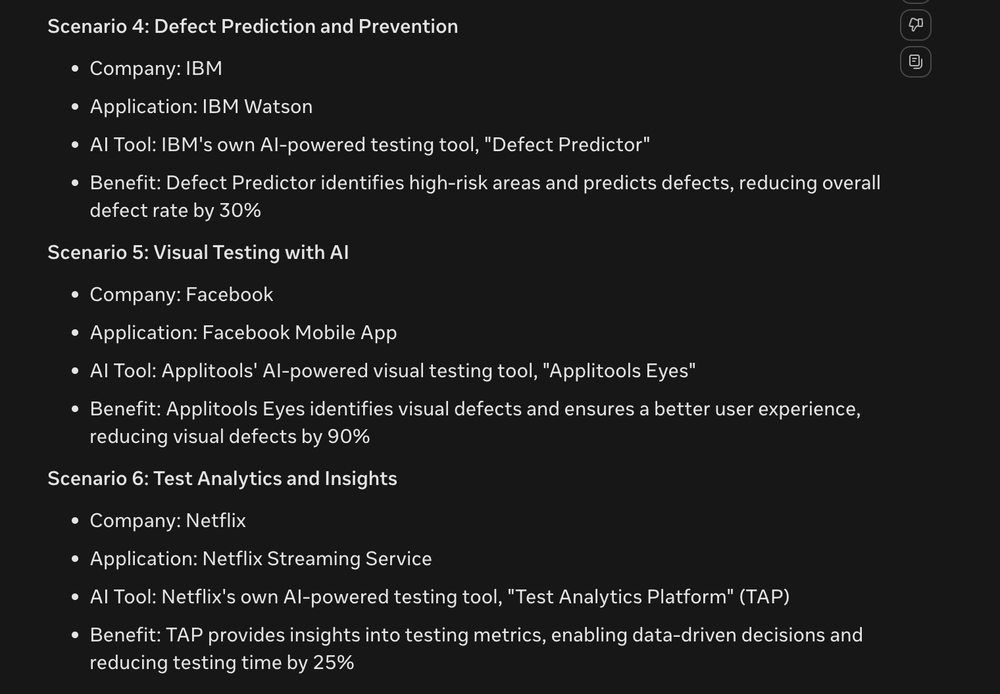 Scenario 4: Defect Prediction and Prevention
• Company: IBM
• Application: IBM Watson
• AI Tool: IBM's own AI-powered testing tool, "Defect Predictor"
• Benefit: Defect Predictor identifies high-risk areas and predicts defects, reducing overall
defect rate by 30%
Scenario 5: Visual Testing with AI
• Company: Facebook
• Application: Facebook Mobile App
• AI Tool: Applitools' AI-powered visual testing tool, "Applitools Eyes"
• Benefit: Applitools Eyes identifies visual defects and ensures a better user experience,
reducing visual defects by 90%
Scenario 6: Test Analytics and Insights
• Company: Netflix
• Application: Netflix Streaming Service
• AI Tool: Netflix's own AI-powered testing tool, "Test Analytics Platform" (TAP)
• Benefit: TAP provides insights into testing metrics, enabling data-driven decisions and
reducing testing time by 25%